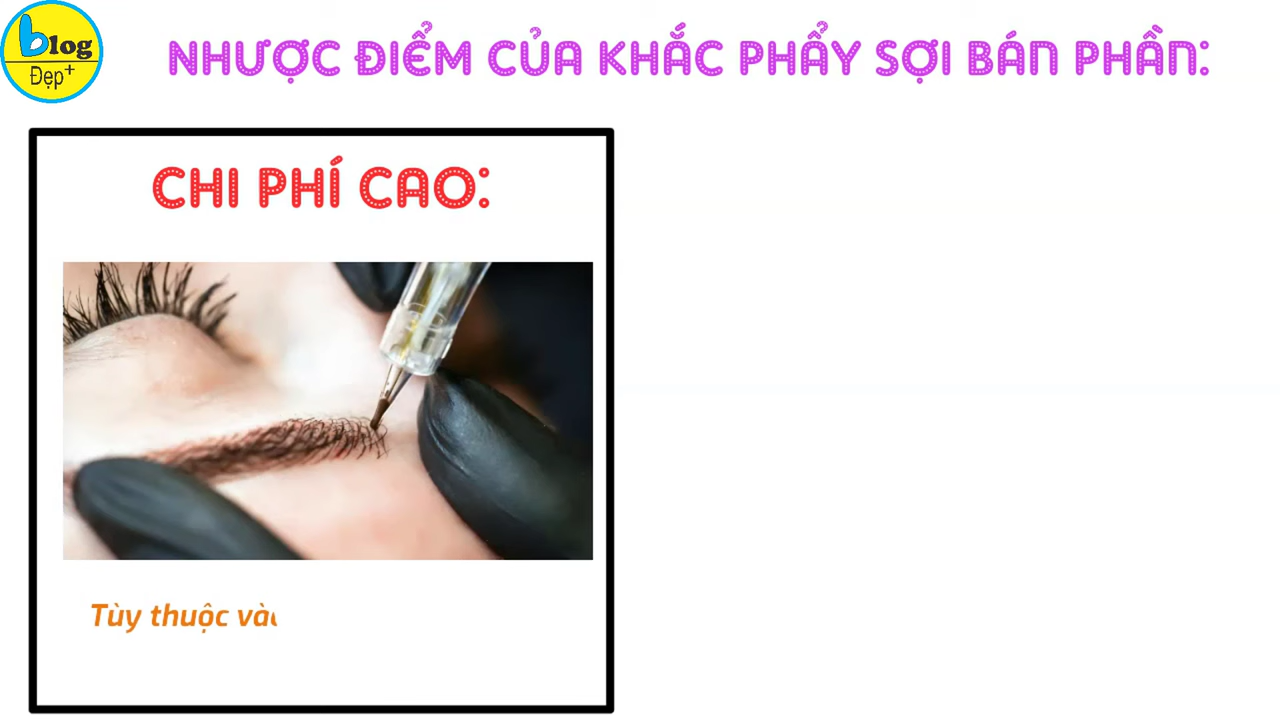 blog
Đẹp+
NHƯỢC ĐIỂM CỦA KHẮC PHẨY SỢI BÁN PHẦN:
CHI PHÍ CAO:
Tùy thuộc